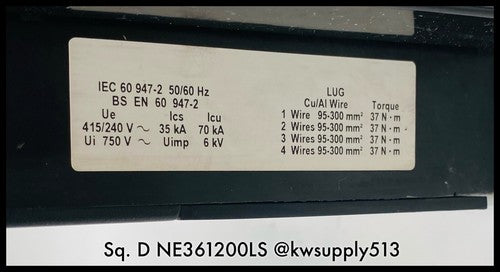 IEC 60 947-2 50/60 Hz
BS EN 60 947-2
Ue Ics Icu
415/240 V ~ 35 kA 70 kA
Ui 750 V ~ Uimp 6 kV
LUG
Cu/Al Wire Torque
1 Wire 95-300 mm² 37 N - m
2 Wires 95-300 mm² 37 N - m
3 Wires 95-300 mm² 37 N - m
4 Wires 95-300 mm² 37 N - m
Sq. D NE361200LS @kwsupply513